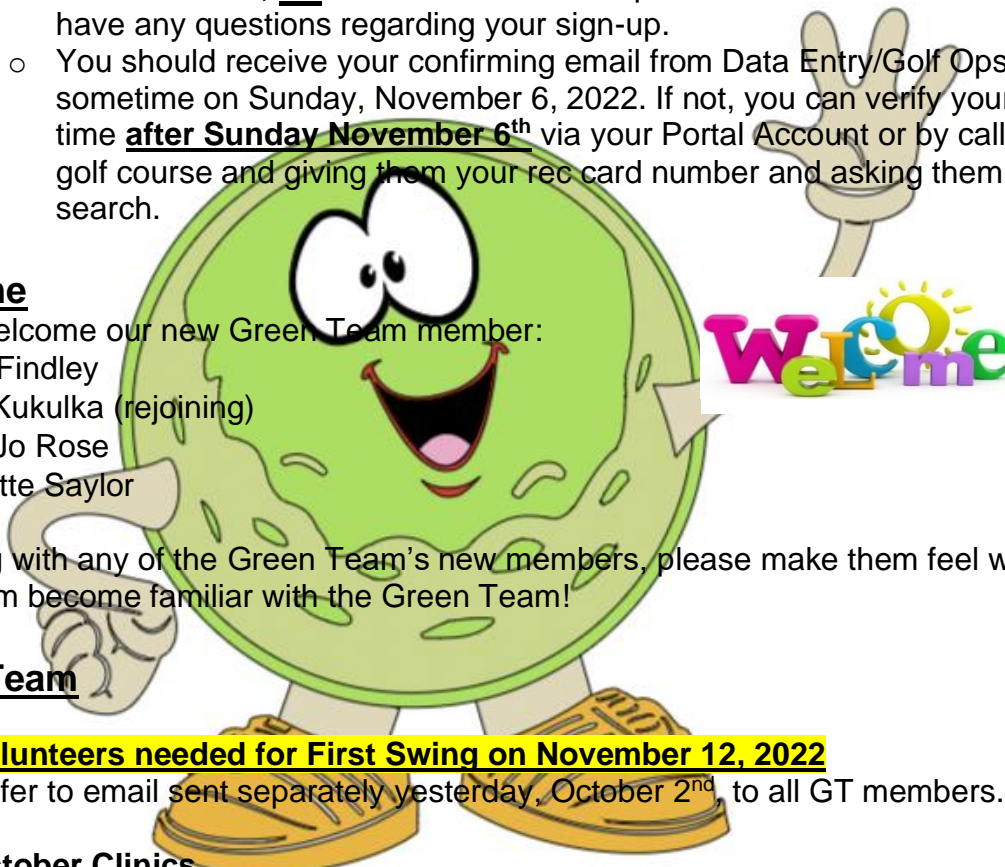 have any questions regarding your sign-up.
o You should receive your confirming email from Data Entry/Golf Ops
sometime on Sunday, November 6, 2022. If not, you can verify your
time after Sunday November 6th via your Portal Account or by call
golf course and giving them your rec card number and asking them
search.
ne
elcome our new Green Team member:
Findley
Kukulka (rejoining)
Jo Rose
tte Saylor
Welcome
g with any of the Green Team's new members, please make them feel w
m become familiar with the Green Team!
Team
lunteers needed for First Swing on November 12, 2022
fer to email sent separately yesterday, October 2nd, to all GT members.
tober Clinics